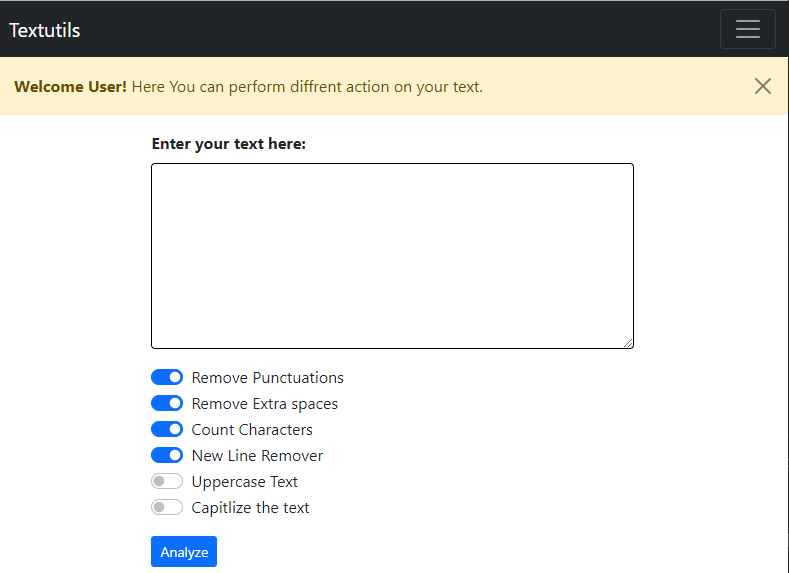 Textutils
Welcome User! Here You can perform diffrent action on your text.
Enter your text here:
Remove Punctuations
Remove Extra spaces
Count Characters
New Line Remover
Uppercase Text
Capitlize the text
Analyze